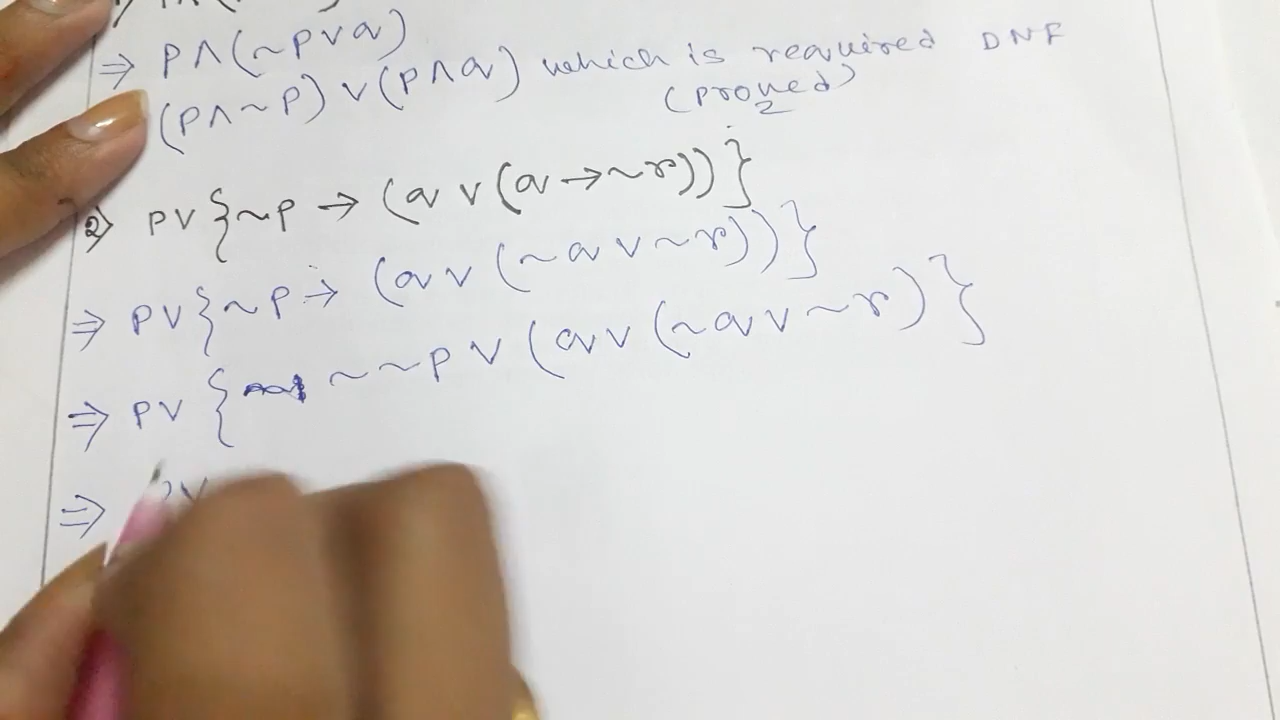 ⇒ P∧(~P∨q)
(P∧~P)∨(P∧q) which is required DNF
(proved)
2) P∨{~P→(q∨(q→~r))}
⇒ P∨{~P→(q∨(~q∨~r))}
⇒ P∨{~~P∨(q∨(~q∨~r)}
⇒ P∨